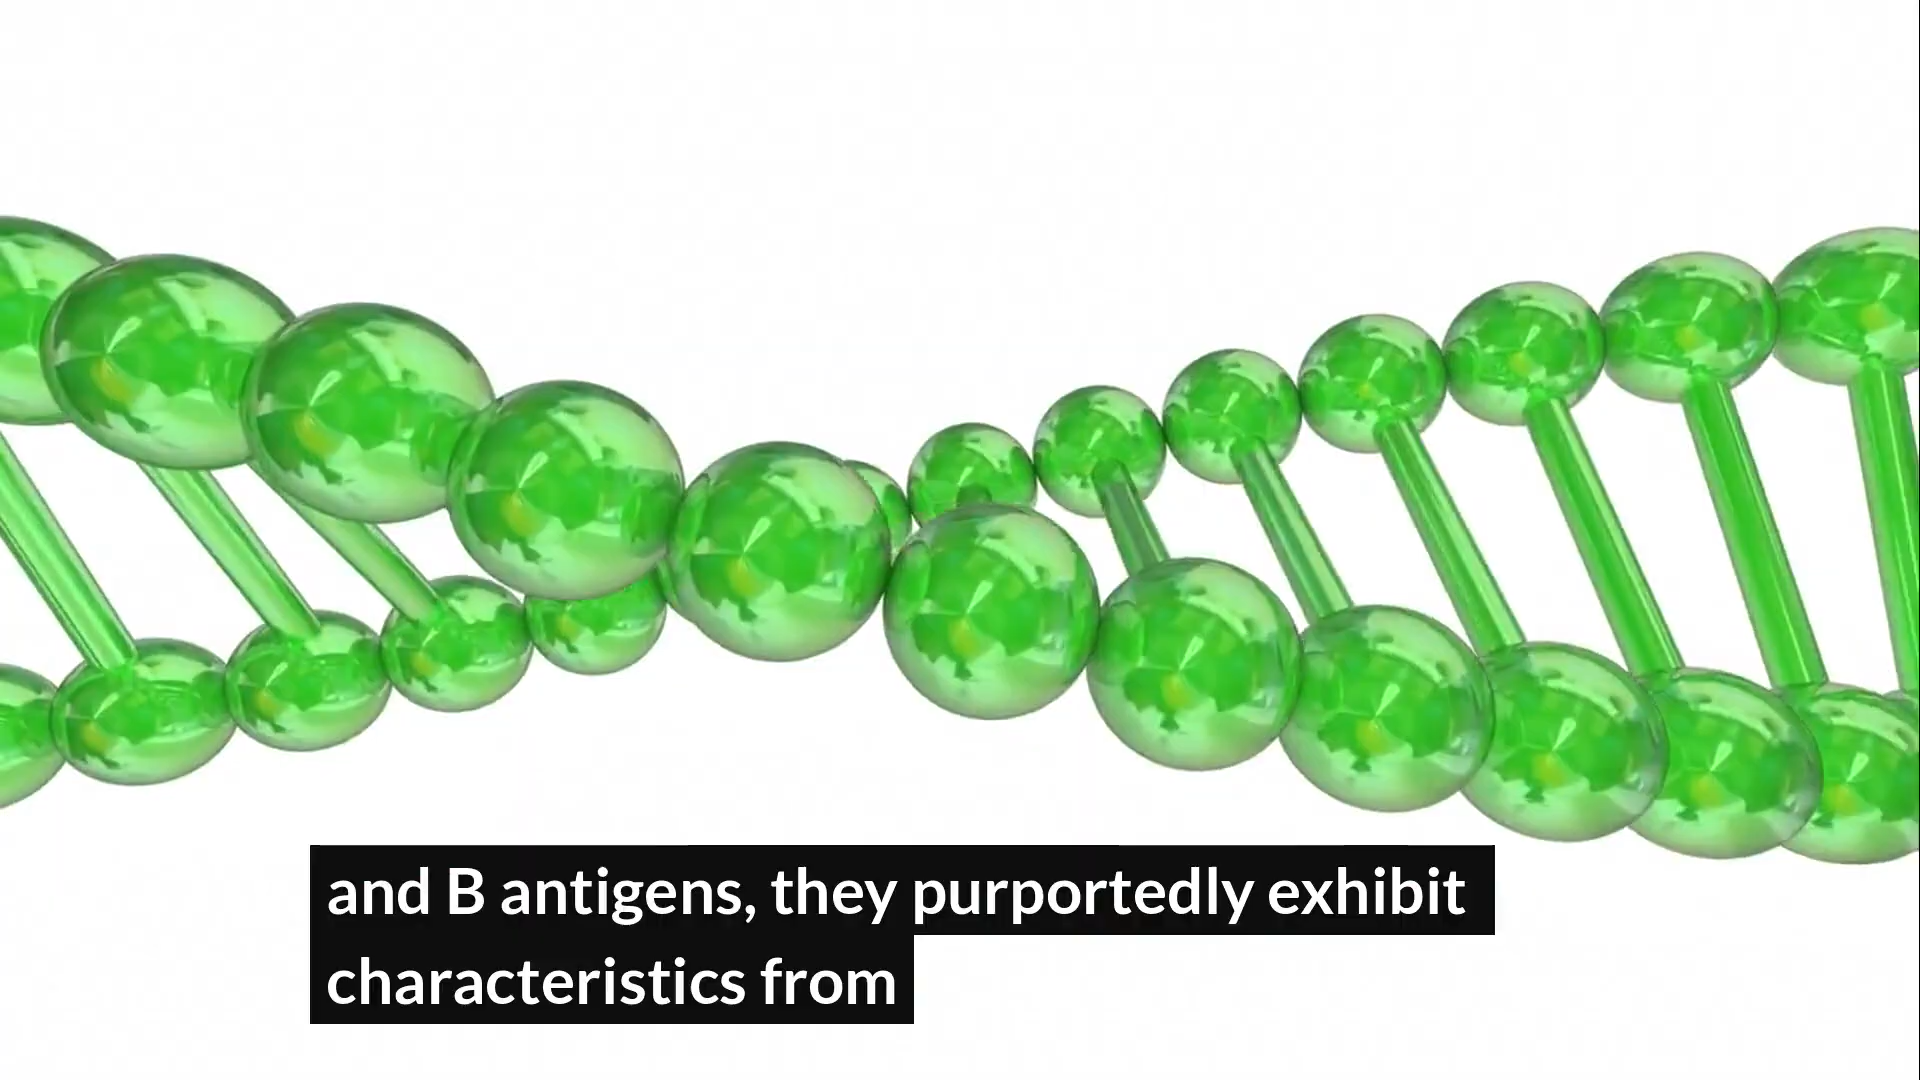 and B antigens, they purportedly exhibit
characteristics from